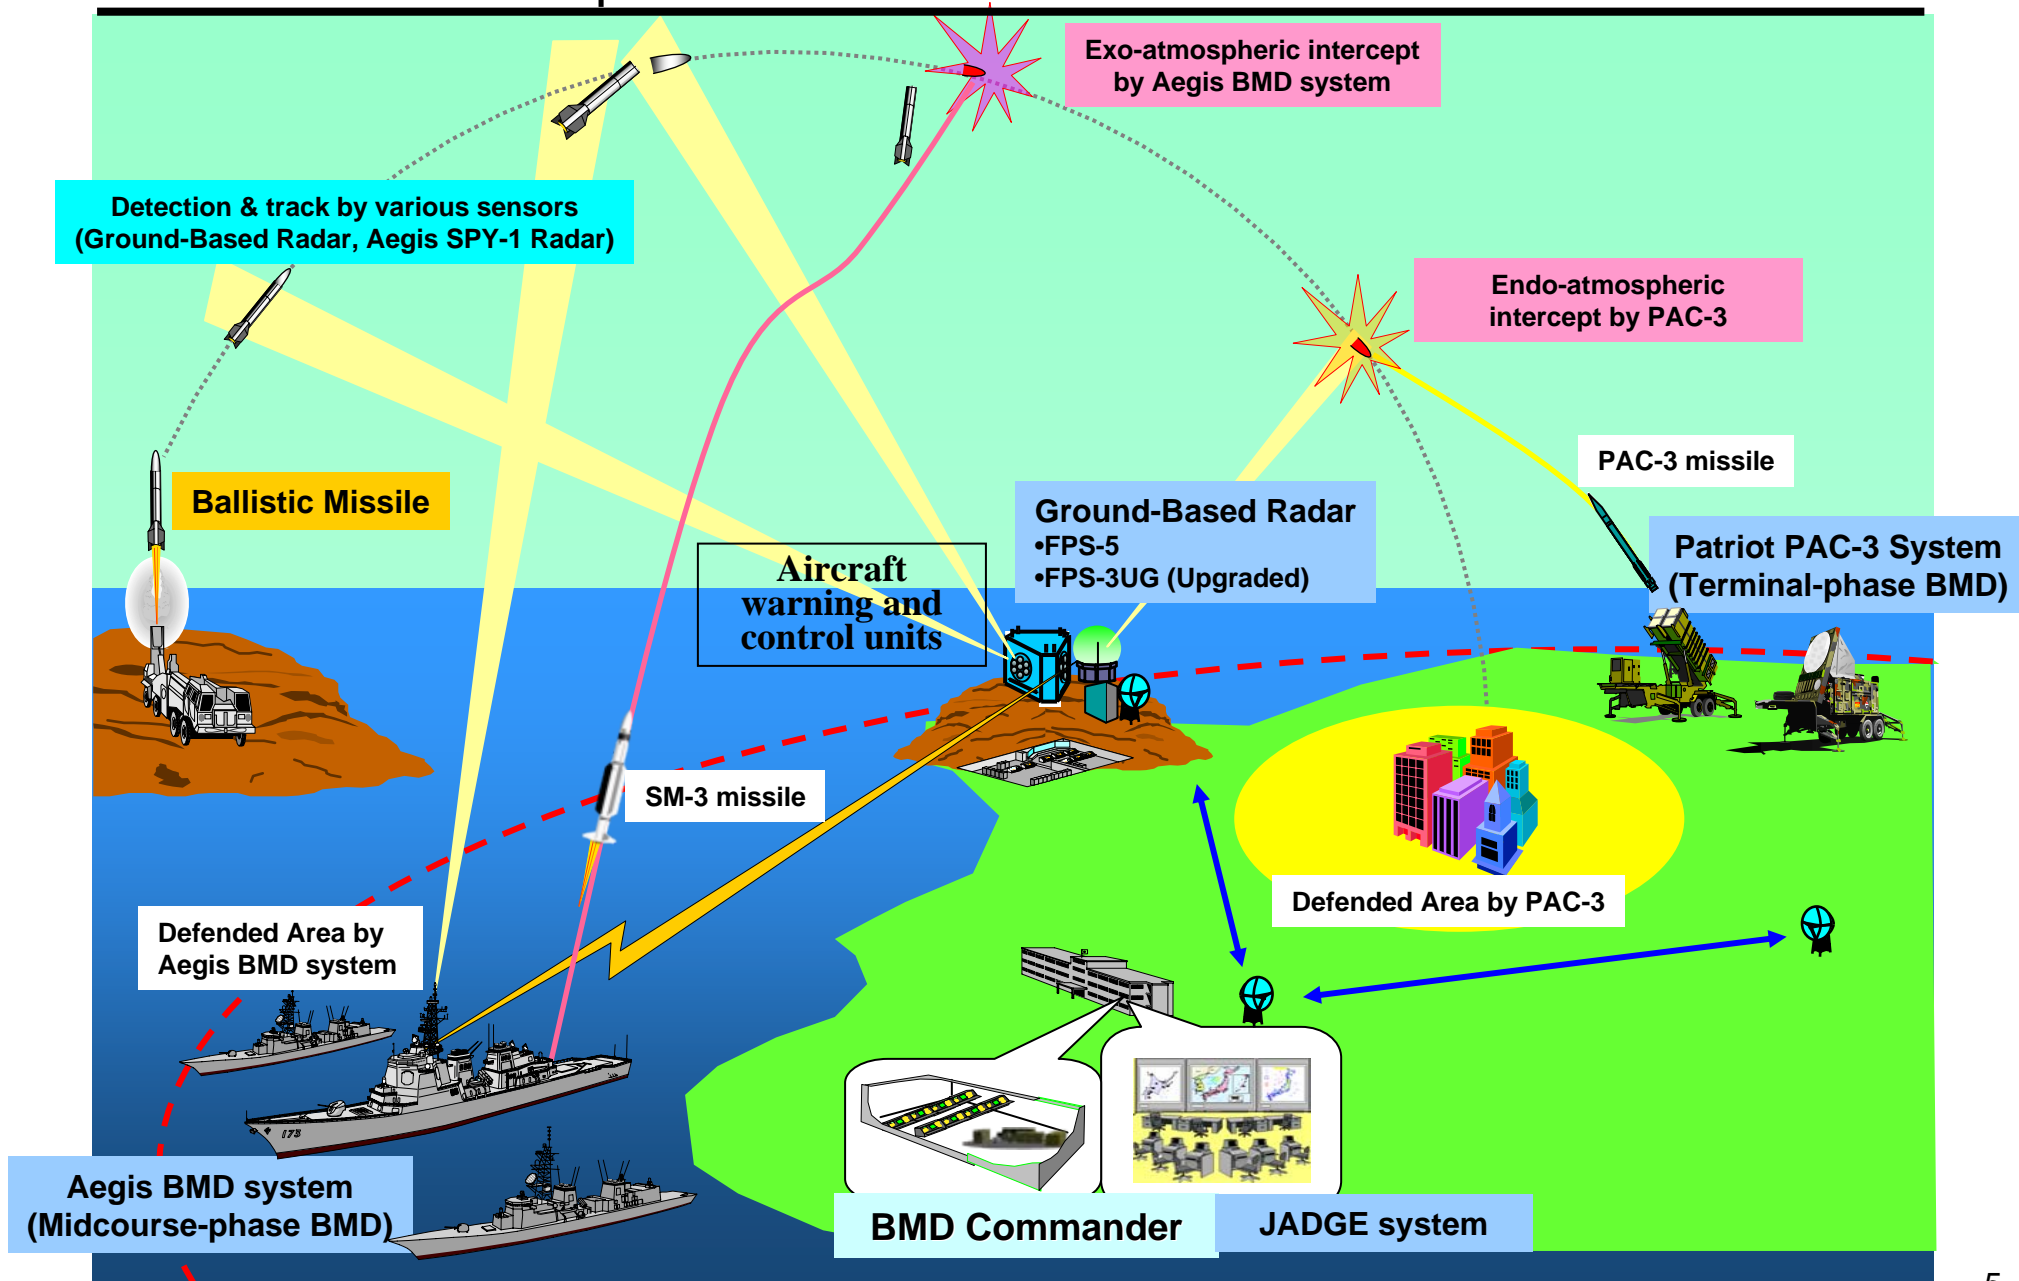 Exo-atmospheric intercept
by Aegis BMD system
Detection & track by various sensors
(Ground-Based Radar, Aegis SPY-1 Radar)
Endo-atmospheric
intercept by PAC-3
PAC-3 missile
Ballistic Missile
Ground-Based Radar
•FPS-5
•FPS-3UG (Upgraded)
Patriot PAC-3 System
(Terminal-phase BMD)
Aircraft
warning and
control units
SM-3 missile
Defended Area by PAC-3
Defended Area by
Aegis BMD system
173
Aegis BMD system
(Midcourse-phase BMD)
BMD Commander
JADGE system
5